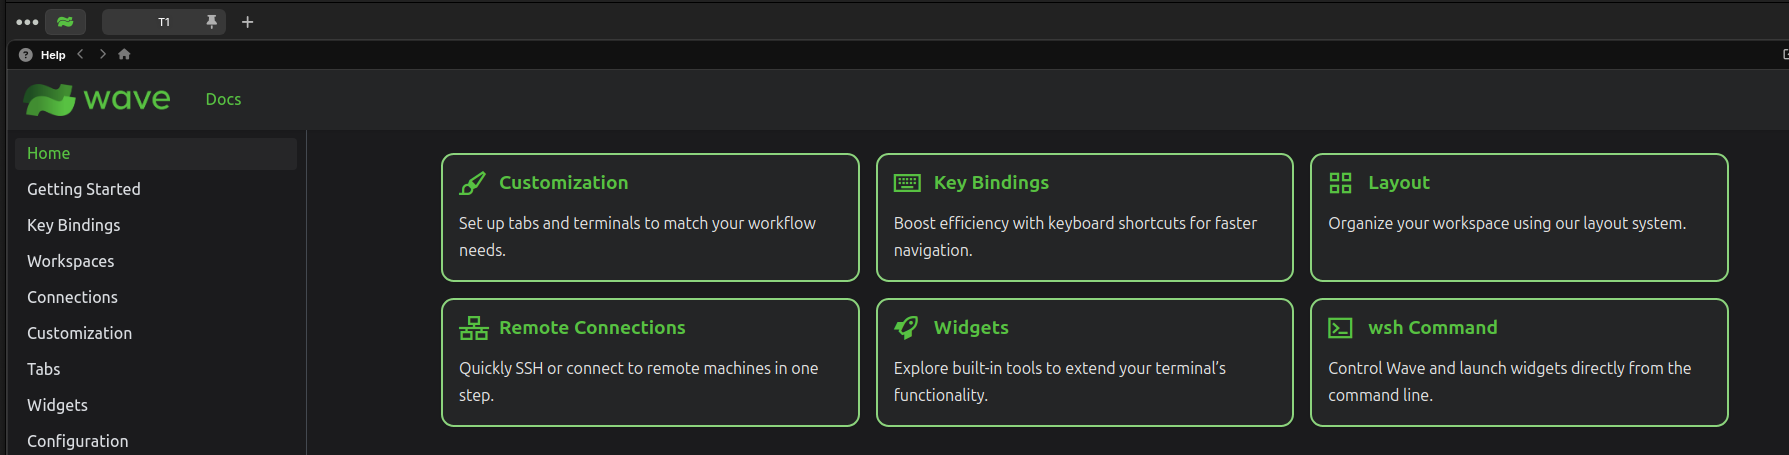 T1
Help
wave
Docs
Home
Getting Started
Key Bindings
Workspaces
Connections
Customization
Tabs
Widgets
Configuration
Customization
Set up tabs and terminals to match your workflow
needs.
Key Bindings
Boost efficiency with keyboard shortcuts for faster
navigation.
Layout
Organize your workspace using our layout system.
Remote Connections
Quickly SSH or connect to remote machines in one
step.
Widgets
Explore built-in tools to extend your terminal’s
functionality.
wsh Command
Control Wave and launch widgets directly from the
command line.